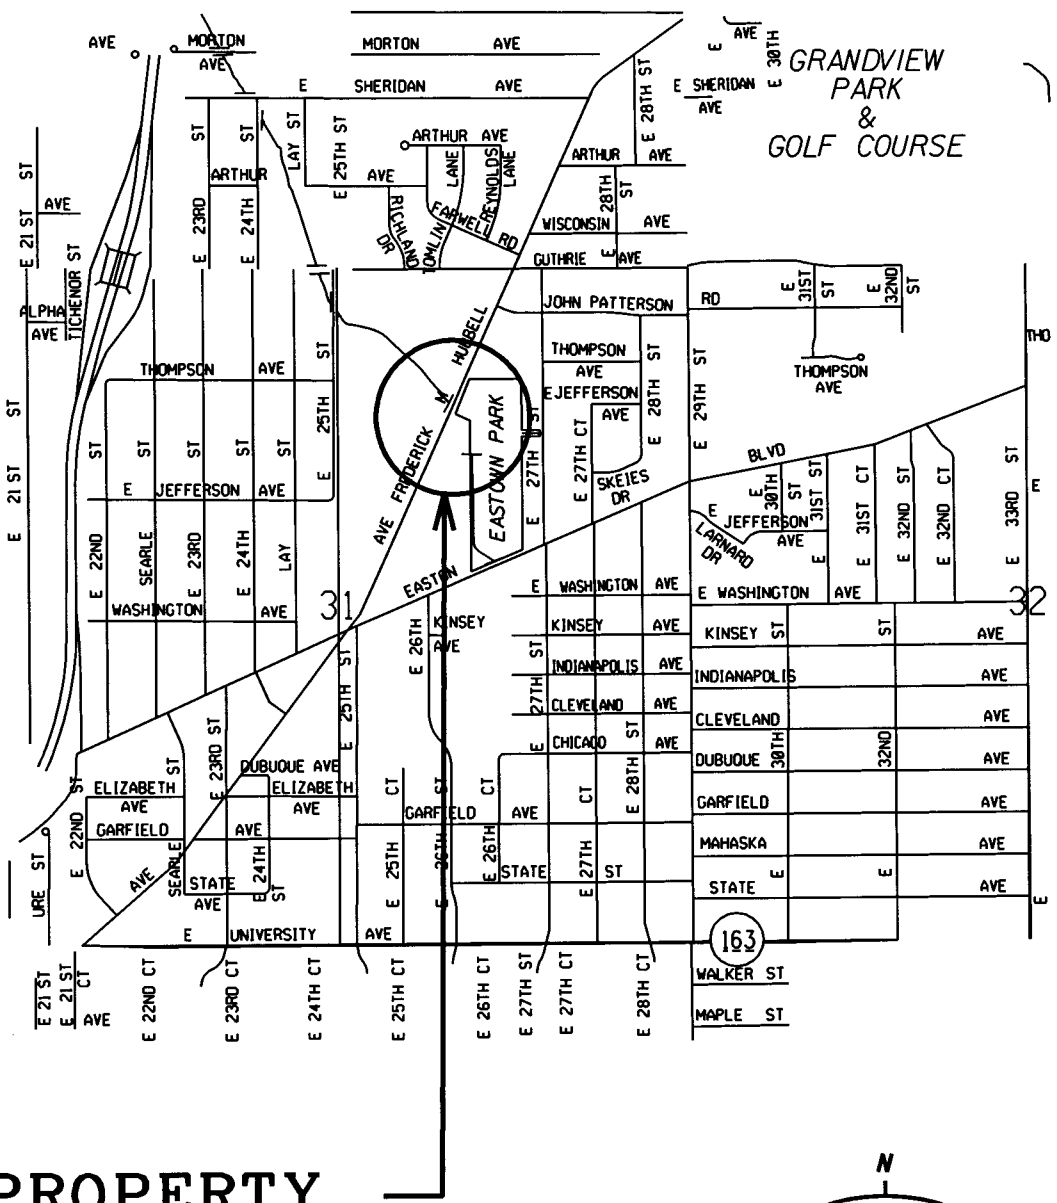 AVE
MORTON
AVE
MORTON AVE
E SHERIDAN AVE
AVE
E
E 30TH
E SHERIDAN
AVE
GRANDVIEW
PARK
&
GOLF COURSE
E 28TH ST
E 21 ST ST
AVE
E 23RD ST
E 24TH ST
ARTHUR
LAY ST
E 25TH ST
AVE
ARTHUR AVE
RICHLAND
DR
TOMLIN LANE
REYNOLDS
LANE
FARWELL RD
ARTHUR AVE
E 28TH ST
WISCONSIN AVE
GUTHRIE AVE
TICHENOR ST
ALPHA
AVE
JOHN PATTERSON RD
E
31ST ST
E
32ND ST
THO
THOMPSON AVE
E 25TH ST
HUBBELL
THOMPSON
AVE
E JEFFERSON
AVE
E 28TH ST
E 29TH ST
THOMPSON
AVE
E 21 ST ST
E 22ND ST
SEARLE ST
E 23RD ST
E 24TH ST
LAY ST
E JEFFERSON AVE
AVE FREDERICK M
EASTOWN PARK
E 27TH ST
E 27TH CT
SKEIES
DR
BLVD
E
30TH
ST
E 31ST ST
E 31ST CT
E 32ND ST
E 32ND CT
E 33RD ST
E
E
JEFFERSON
AVE
LARNARD
DR
EASTON
WASHINGTON AVE
31
E WASHINGTON AVE
E WASHINGTON AVE
32
E 26TH
KINSEY
AVE
KINSEY AVE
KINSEY AVE
INDIANAPOLIS AVE
INDIANAPOLIS AVE
E 27TH ST
CLEVELAND AVE
CLEVELAND AVE
CHICAGO AVE
DUBUQUE AVE
E 25TH ST
E 23RD ST
DUBUQUE AVE
E 28TH ST
E 30TH ST
E 32ND ST
E 22ND ST
ELIZABETH
AVE
ELIZABETH
AVE
GARFIELD AVE
GARFIELD AVE
GARFIELD AVE
E 25TH CT
E 26TH ST
E 26TH CT
E 27TH CT
MAHASKA AVE
URE ST
AVE
SEARLE ST
STATE
AVE
E 24TH
ST
STATE ST
STATE AVE
E
E UNIVERSITY AVE
163
E 21 ST
E 21 ST
CT
AVE
E 22ND CT
E 23RD CT
E 24TH CT
E 25TH CT
E 26TH CT
E 27TH ST
E 27TH CT
E 28TH CT
WALKER ST
MAPLE ST
PROPERTY
N